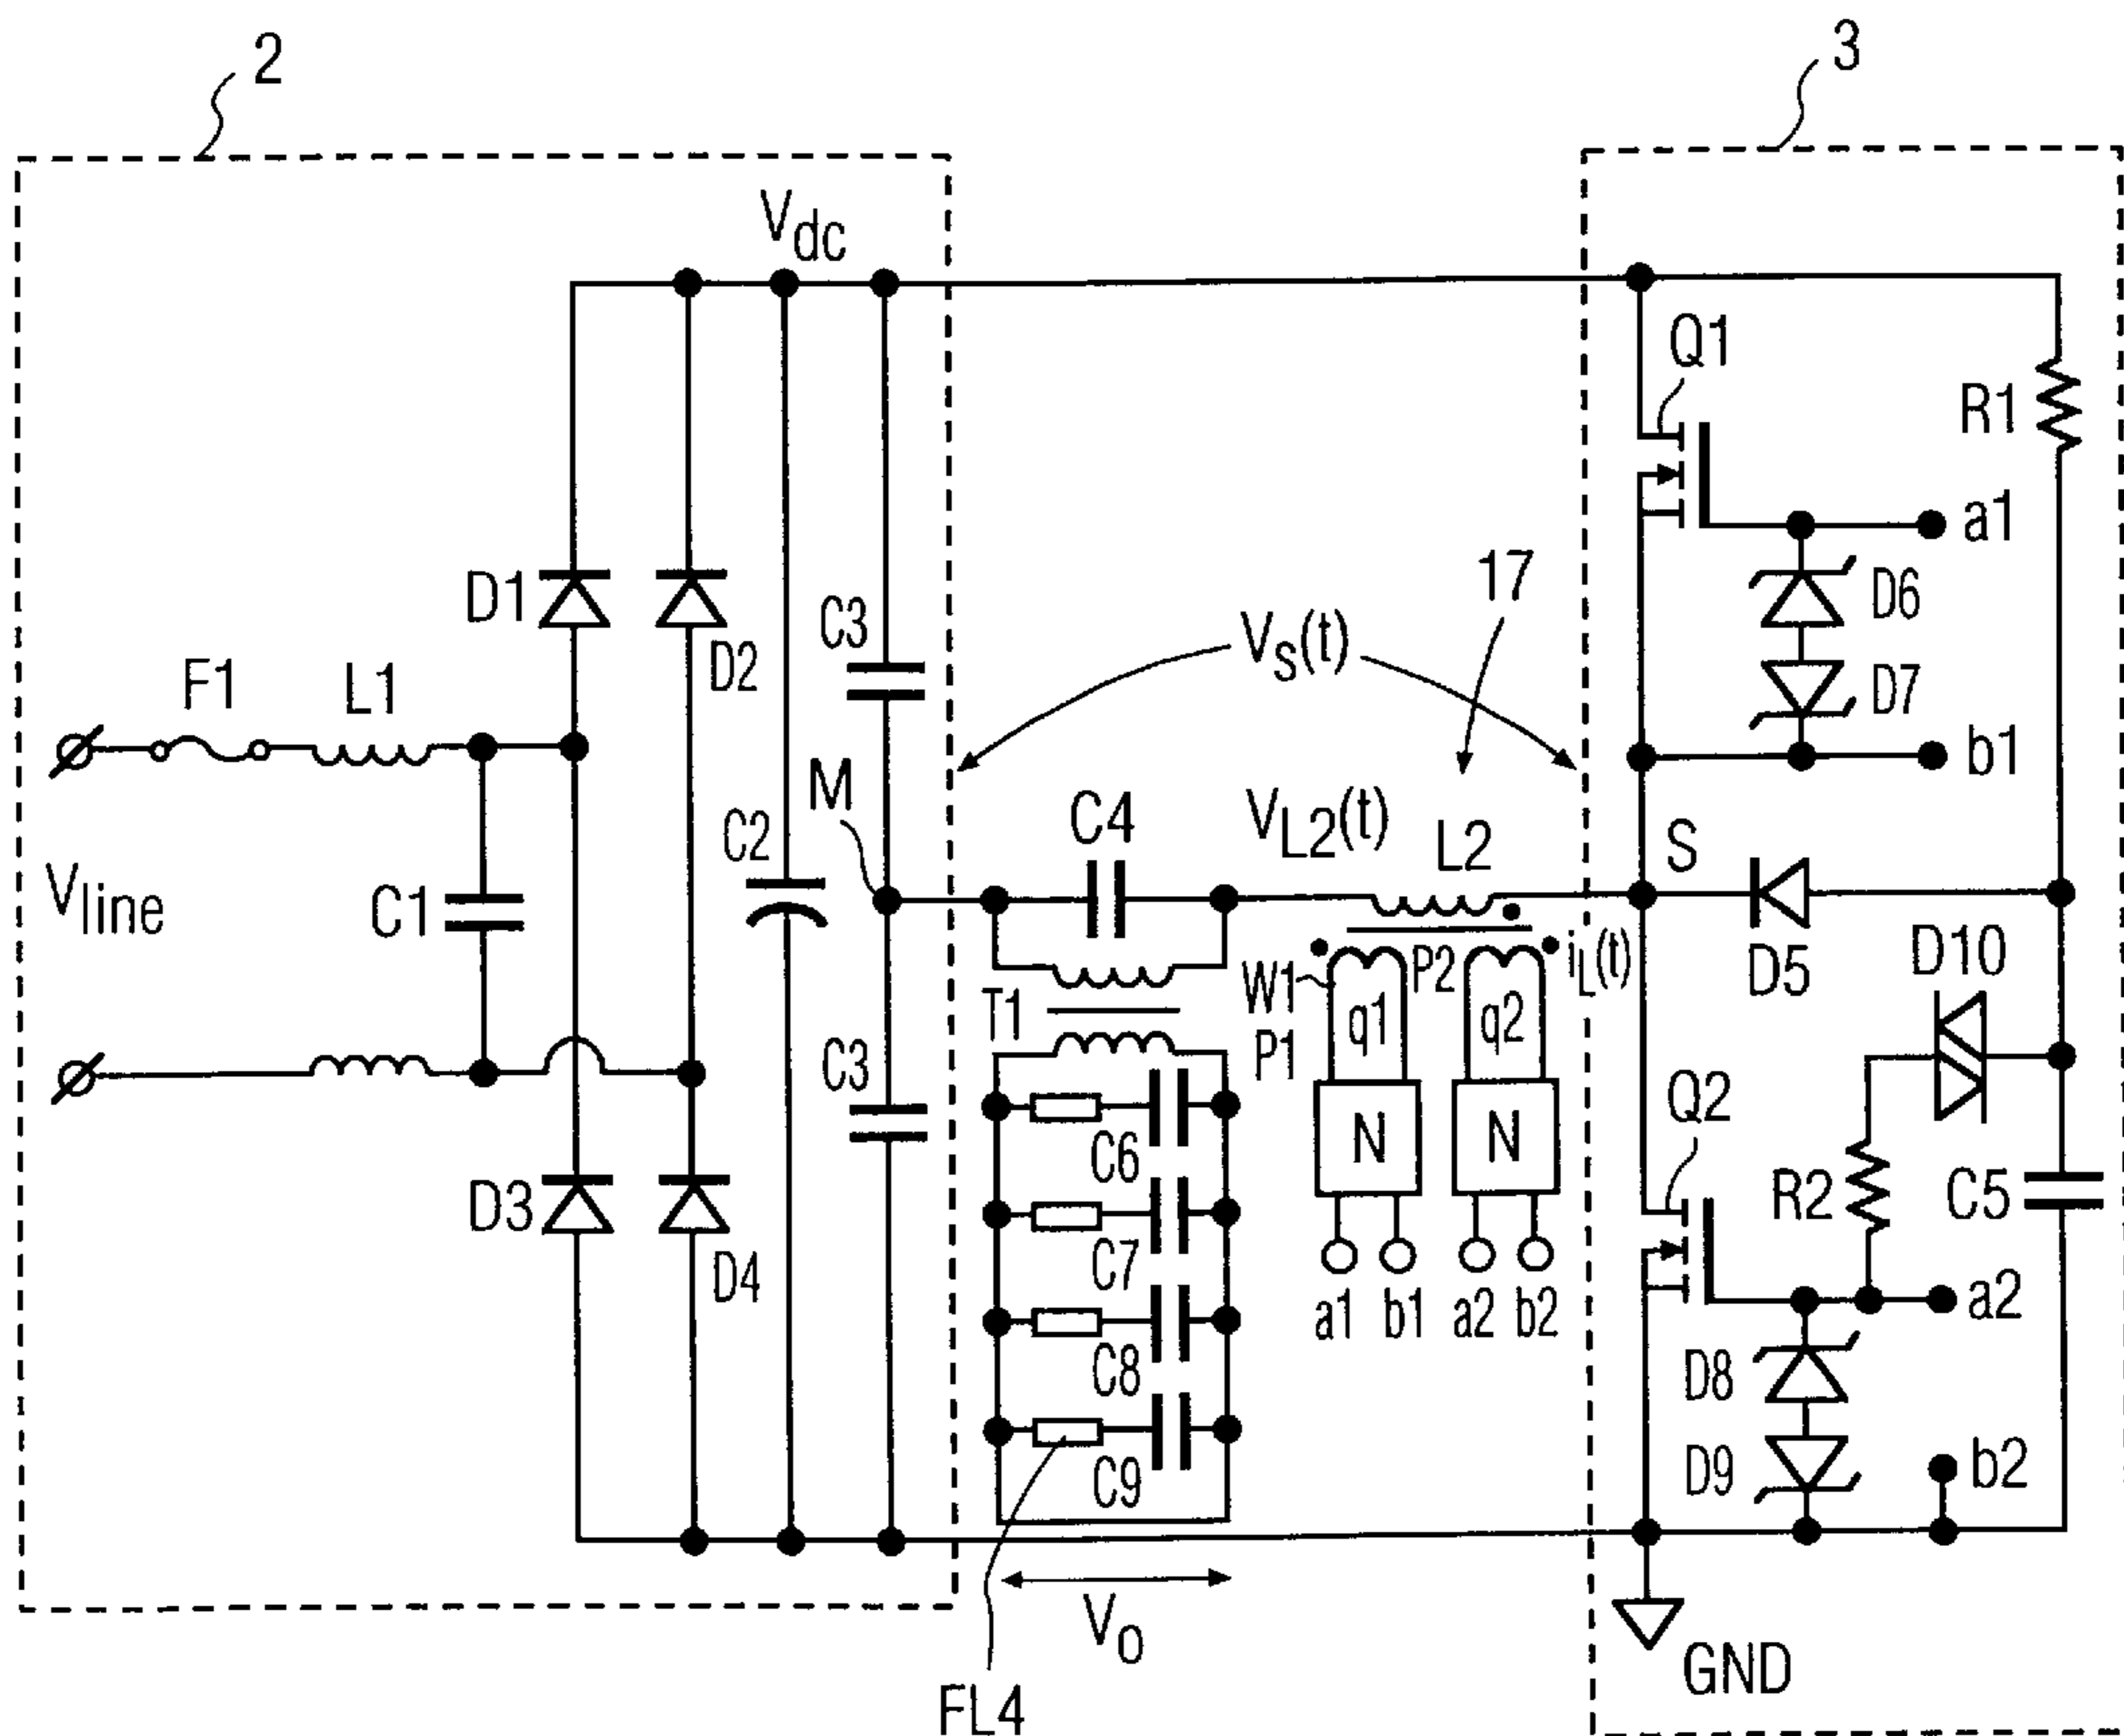 2
3
Vdc
Q1
R1
a1
D1
D2
C3
Vs(t)
17
D6
D7
F1
L1
M
b1
C2
C4
VL2(t)
L2
S
Vline
C1
D5
D10
T1
W1
P1
P2
iL(t)
q1
q2
C3
N
N
Q2
C6
R2
C5
D3
D4
C7
a1
b1
a2
b2
a2
C8
D8
C9
D9
b2
Vo
FL4
GND